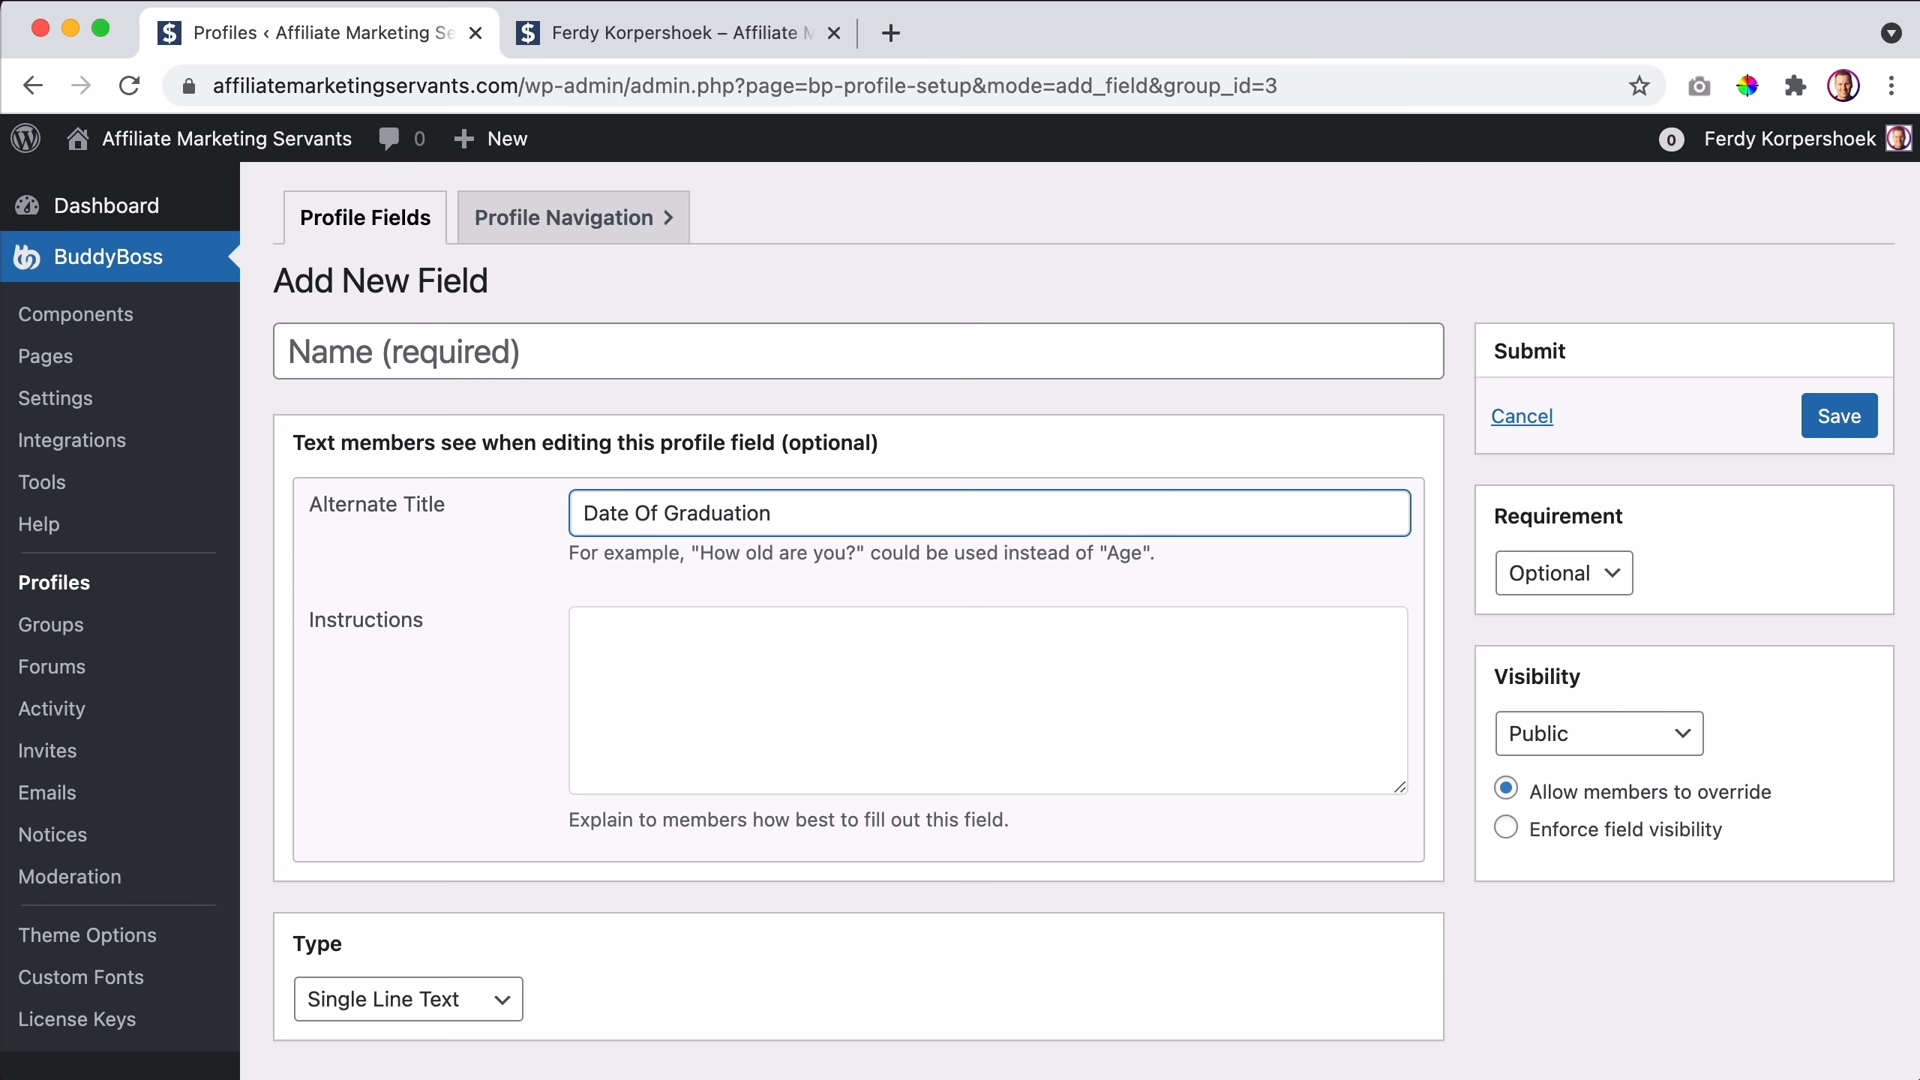 Profiles ‹ Affiliate Marketing Se
Ferdy Korpershoek – Affiliate M
affiliatemarketingservants.com/wp-admin/admin.php?page=bp-profile-setup&mode=add_field&group_id=3
Affiliate Marketing Servants
0
New
0
Ferdy Korpershoek
Dashboard
BuddyBoss
Components
Pages
Settings
Integrations
Tools
Help
Profiles
Groups
Forums
Activity
Invites
Emails
Notices
Moderation
Theme Options
Custom Fonts
License Keys
Profile Fields
Profile Navigation
Add New Field
Name (required)
Text members see when editing this profile field (optional)
Alternate Title
Date Of Graduation
For example, "How old are you?" could be used instead of "Age".
Instructions
Explain to members how best to fill out this field.
Type
Single Line Text
Submit
Cancel
Save
Requirement
Optional
Visibility
Public
Allow members to override
Enforce field visibility